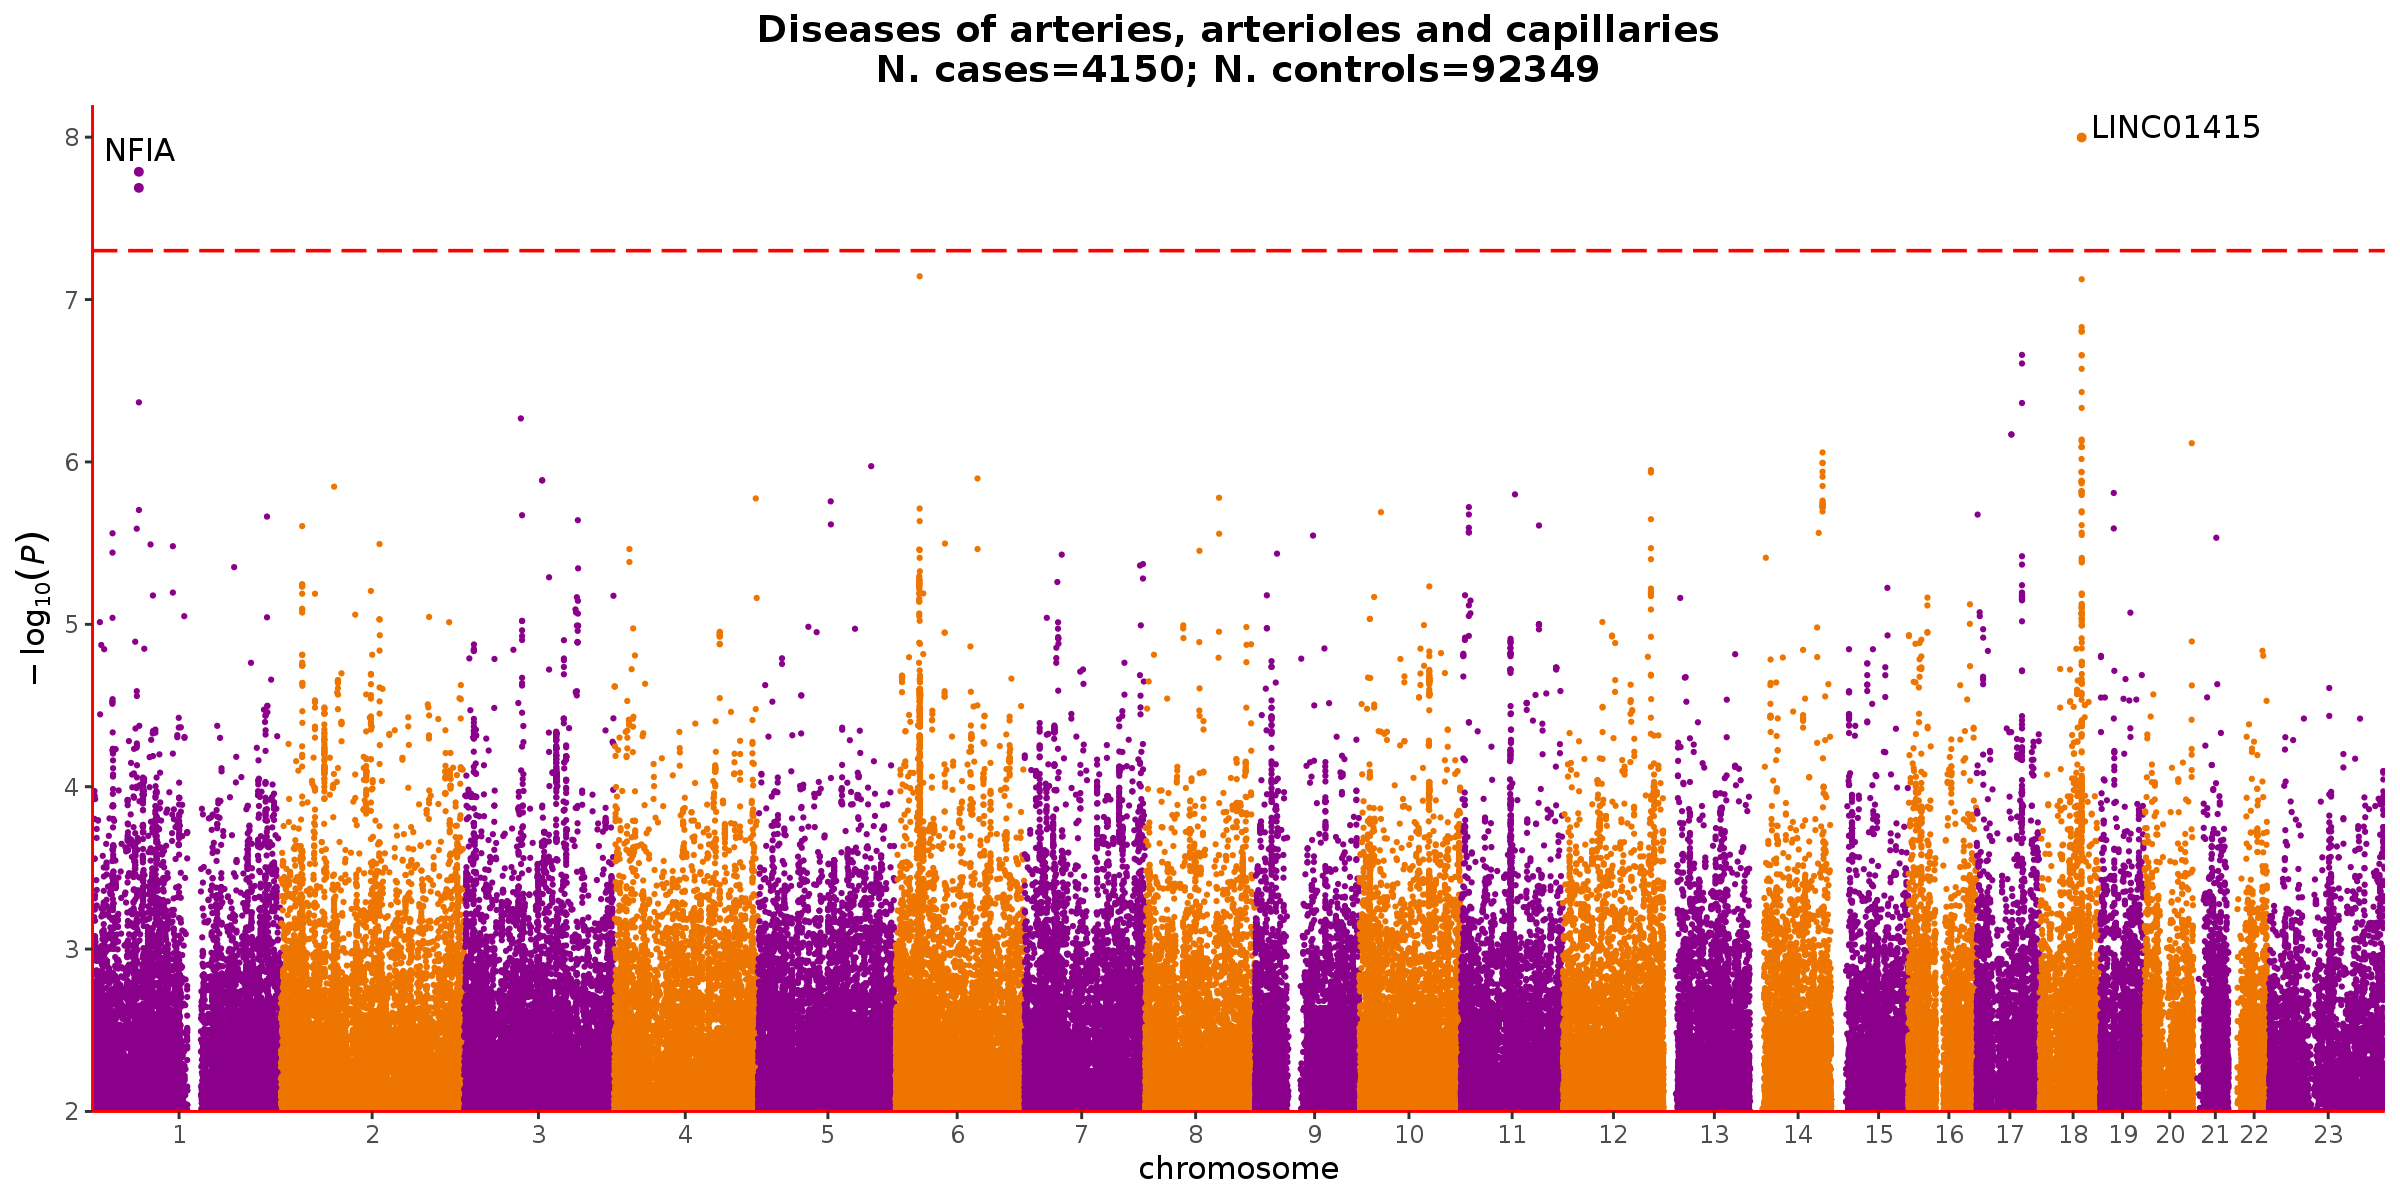 Diseases of arteries, arterioles and capillaries
N. cases=4150; N. controls=92349
NFIA
LINC01415
8
7
6
5
4
3
2
−log10(P)
1 2 3 4 5 6 7 8 9 10 11 12 13 14 15 16 17 18 19 20 21 22 23
chromosome